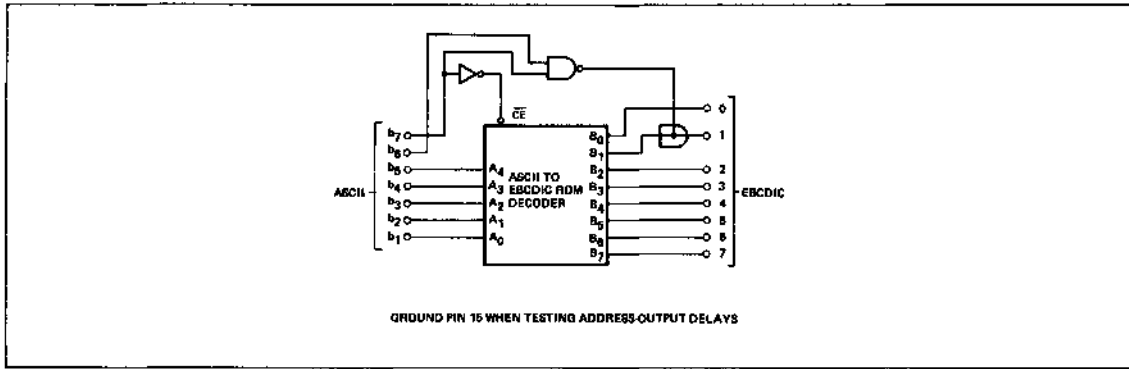 CE
b7
b6
b5
b4
b3
b2
b1
ASCII
A4
A3
A2
A1
A0
ASCII TO
EBCDIC ROM
DECODER
B0
B1
B2
B3
B4
B5
B6
B7
0
1
2
3
4
5
6
7
EBCDIC
GROUND PIN 15 WHEN TESTING ADDRESS-OUTPUT DELAYS